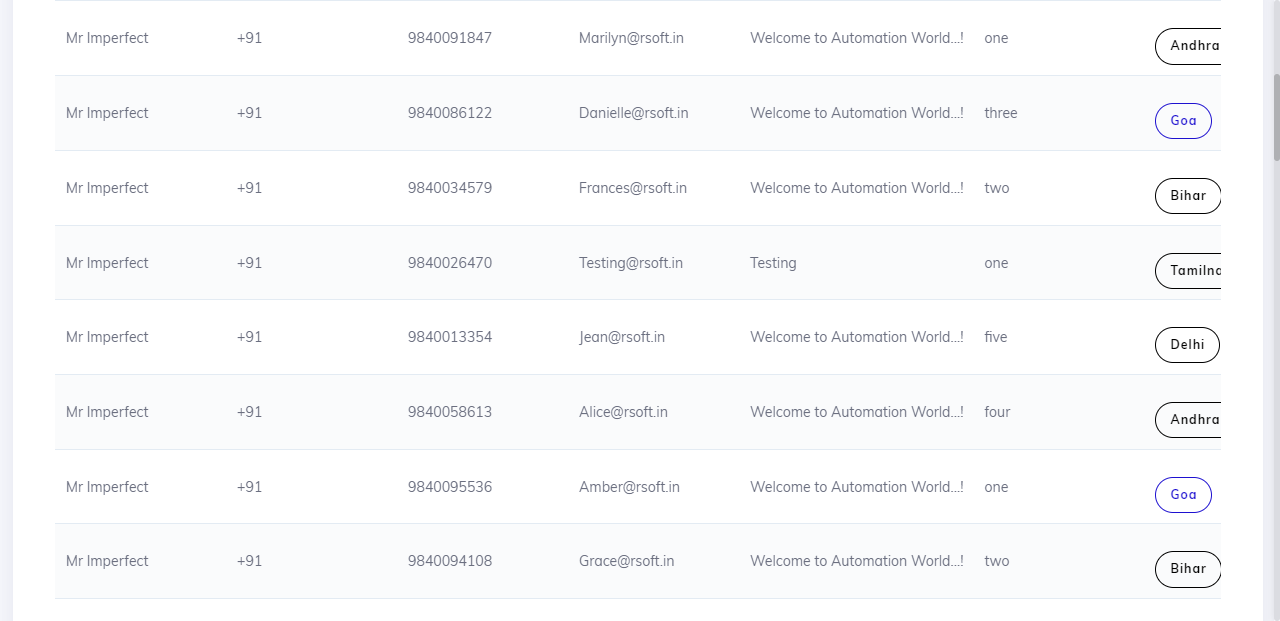 Mr Imperfect +91 9840091847 Marilyn@rsoft.in Welcome to Automation World...! one Andhra
Mr Imperfect +91 9840086122 Danielle@rsoft.in Welcome to Automation World...! three Goa
Mr Imperfect +91 9840034579 Frances@rsoft.in Welcome to Automation World...! two Bihar
Mr Imperfect +91 9840026470 Testing@rsoft.in Testing one Tamilna
Mr Imperfect +91 9840013354 Jean@rsoft.in Welcome to Automation World...! five Delhi
Mr Imperfect +91 9840058613 Alice@rsoft.in Welcome to Automation World...! four Andhra
Mr Imperfect +91 9840095536 Amber@rsoft.in Welcome to Automation World...! one Goa
Mr Imperfect +91 9840094108 Grace@rsoft.in Welcome to Automation World...! two Bihar